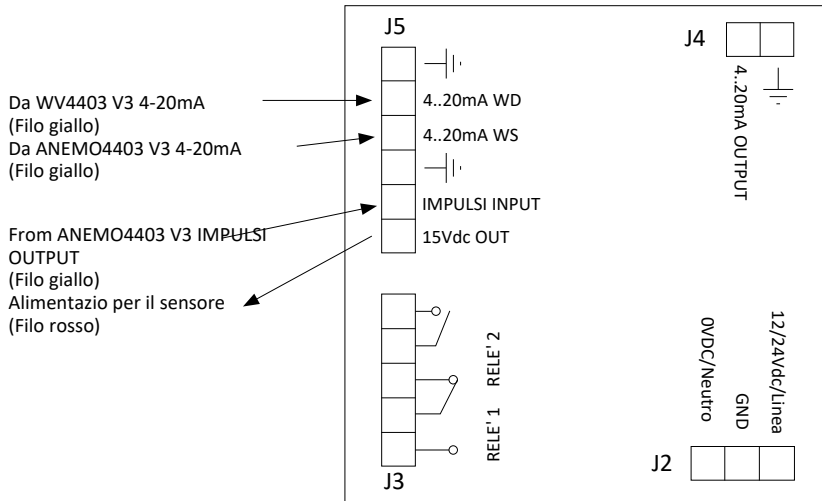 J5
J4
Da WV4403 V3 4-20mA
(Filo giallo)
Da ANEMO4403 V3 4-20mA
(Filo giallo)
From ANEMO4403 V3 IMPULSI
OUTPUT
(Filo giallo)
Alimentazio per il sensore
(Filo rosso)
4..20mA WD
4..20mA WS
IMPULSI INPUT
15Vdc OUT
4..20mA OUTPUT
RELE' 2
RELE' 1
J3
0VDC/Neutro
GND
12/24Vdc/Linea
J2